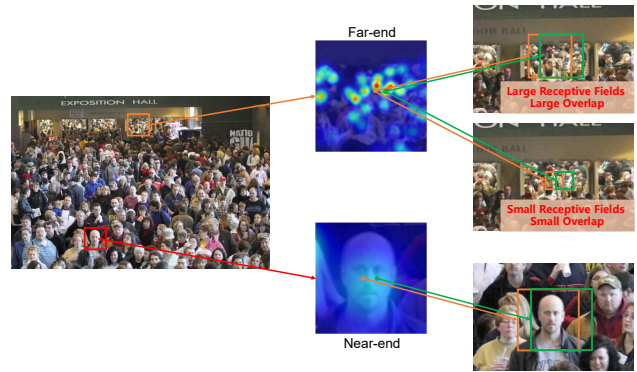 Far-end
Large Receptive Fields
Large Overlap
EXPOSITION HALL
Small Receptive Fields
Small Overlap
Near-end